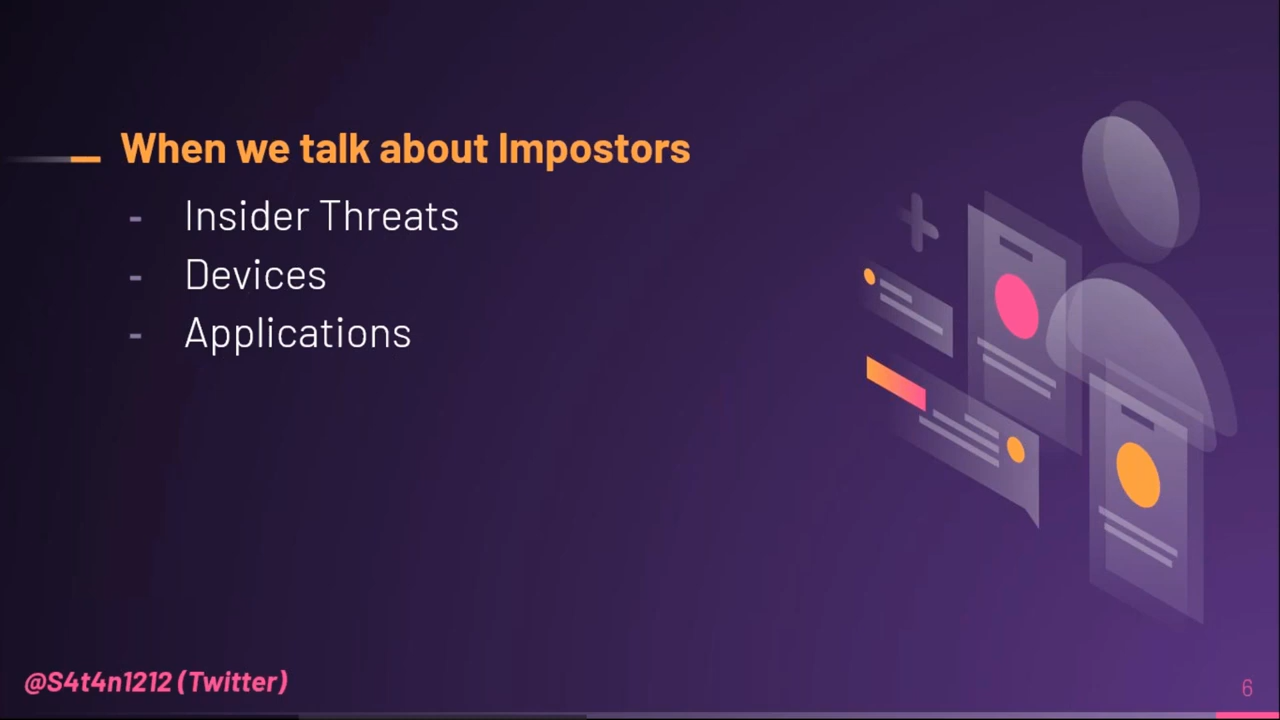 When we talk about Impostors
- Insider Threats
- Devices
- Applications
@S4t4n1212 (Twitter)
6